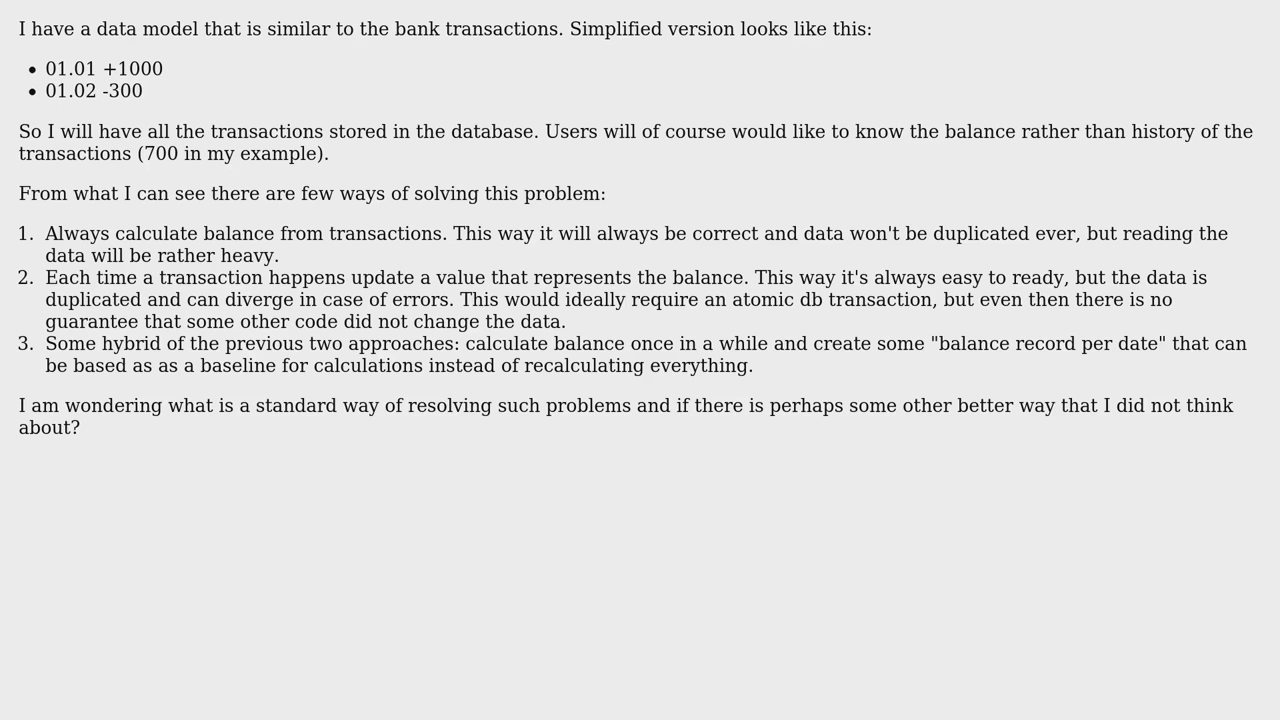 I have a data model that is similar to the bank transactions. Simplified version looks like this:
• 01.01 +1000
• 01.02 -300
So I will have all the transactions stored in the database. Users will of course would like to know the balance rather than history of the
transactions (700 in my example).
From what I can see there are few ways of solving this problem:
1. Always calculate balance from transactions. This way it will always be correct and data won't be duplicated ever, but reading the
data will be rather heavy.
2. Each time a transaction happens update a value that represents the balance. This way it's always easy to ready, but the data is
duplicated and can diverge in case of errors. This would ideally require an atomic db transaction, but even then there is no
guarantee that some other code did not change the data.
3. Some hybrid of the previous two approaches: calculate balance once in a while and create some "balance record per date" that can
be based as as a baseline for calculations instead of recalculating everything.
I am wondering what is a standard way of resolving such problems and if there is perhaps some other better way that I did not think
about?